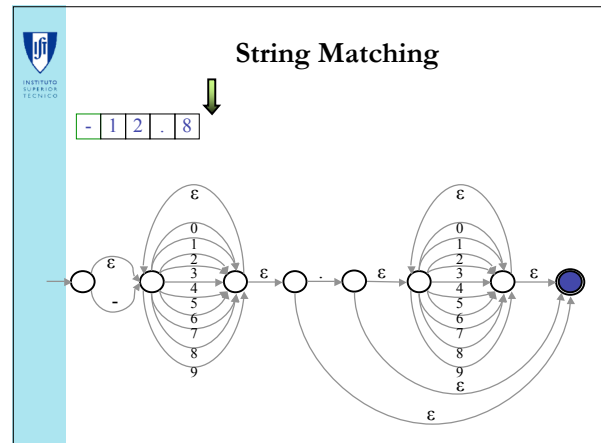 String Matching
INSTITUTO
SUPERIOR
TÉCNICO
- 1 2 . 8
ε ε
0 0
1 1
2 2
ε 3 ε . ε 3 ε
- 4 4
5 5
6 6
7 7
8 8
9 9
ε
ε